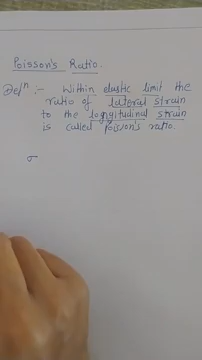 Poisson's Ratio.
Defn :- Within elastic limit the
ratio of lateral strain
to the longitudinal strain
is called Poisson's ratio.
σ